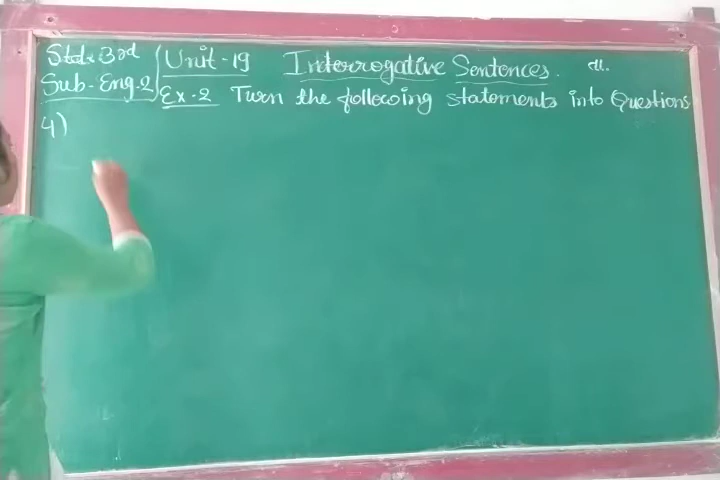 Std:- 3rd Unit - 19 Interrogative Sentences.
Sub - Eng. 2 Ex - 2 Turn the following statements into Questions
4)